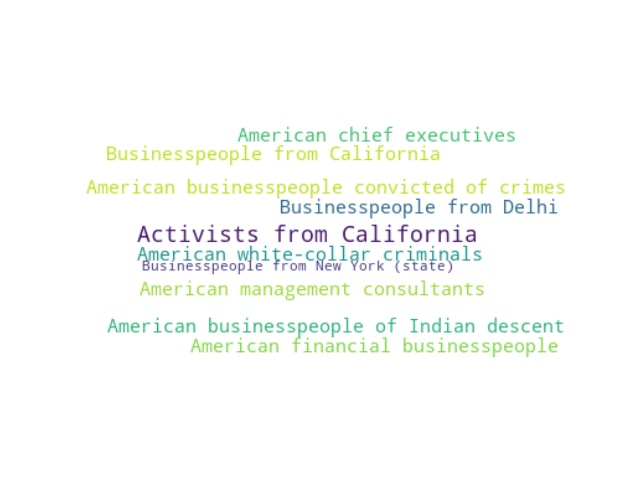 American chief executives
Businesspeople from California
American businesspeople convicted of crimes
Businesspeople from Delhi
Activists from California
American white-collar criminals
Businesspeople from New York (state)
American management consultants
American businesspeople of Indian descent
American financial businesspeople